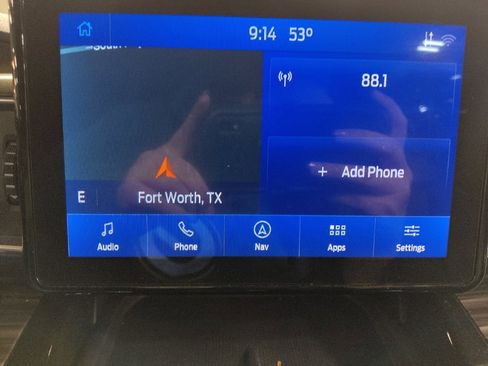 9:14 53°
88.1
+ Add Phone
E Fort Worth, TX
Audio Phone Nav Apps Settings